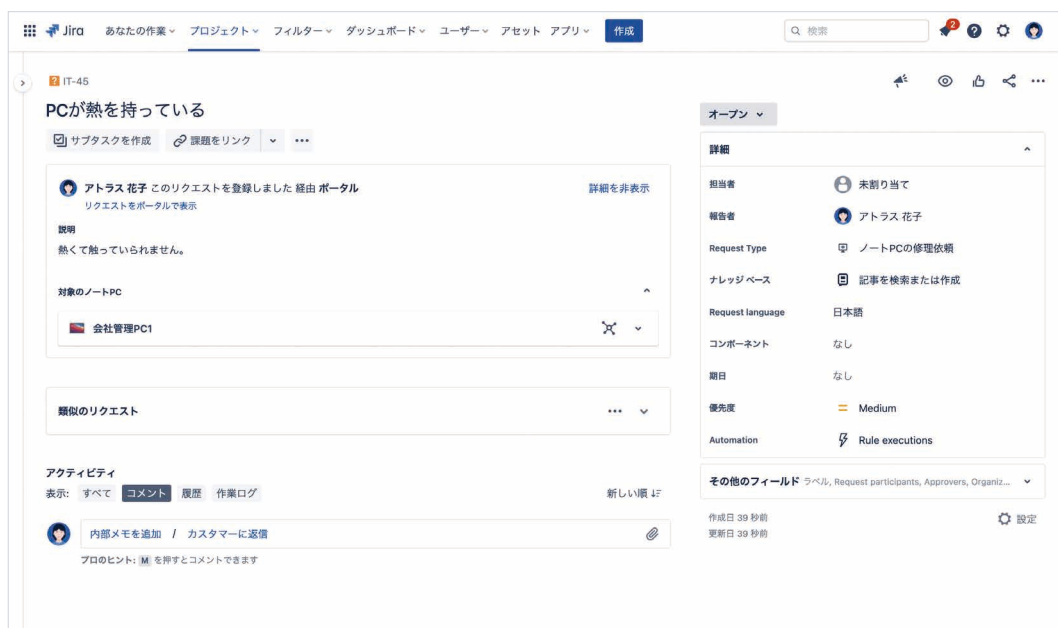 Jira あなたの作業 プロジェクト フィルター ダッシュボード ユーザー アセット アプリ 作成 検索 2
IT-45
PCが熱を持っている
サブタスクを作成 課題をリンク
アトラス 花子 このリクエストを登録しました 経由 ポータル 詳細を非表示
リクエストをポータルで表示
説明
熱くて触っていられません。
対象のノートPC
会社管理PC1
類似のリクエスト
アクティビティ
表示: すべて コメント 履歴 作業ログ 新しい順
内部メモを追加 / カスタマーに返信
プロのヒント: M を押すとコメントできます
オープン
詳細
担当者 未割り当て
報告者 アトラス 花子
Request Type ノートPCの修理依頼
ナレッジ ベース 記事を検索または作成
Request language 日本語
コンポーネント なし
期日 なし
優先度 Medium
Automation Rule executions
その他のフィールド ラベル, Request participants, Approvers, Organiz...
作成日 39 秒前 設定
更新日 39 秒前